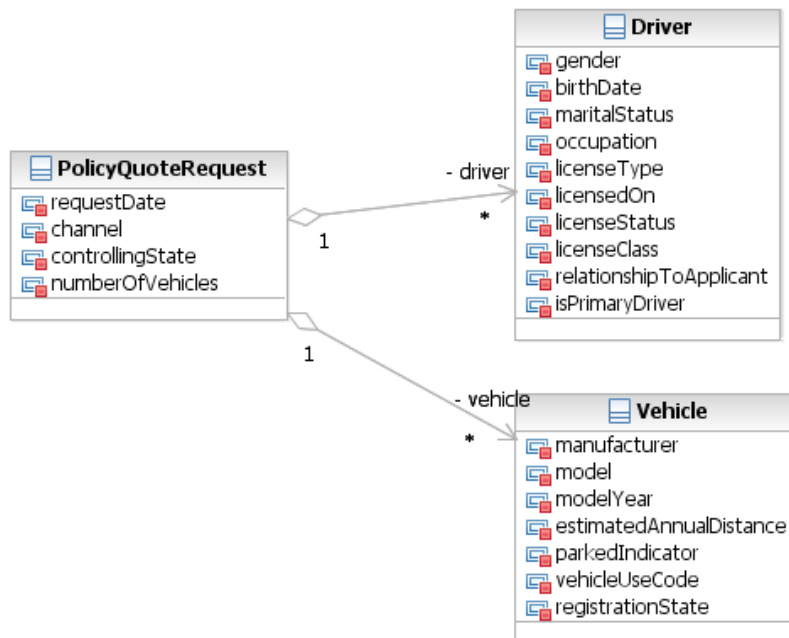 PolicyQuoteRequest
requestDate
channel
controllingState
numberOfVehicles
1
1
- driver
*
Driver
gender
birthDate
maritalStatus
occupation
licenseType
licensedOn
licenseStatus
licenseClass
relationshipToApplicant
isPrimaryDriver
- vehicle
*
Vehicle
manufacturer
model
modelYear
estimatedAnnualDistance
parkedIndicator
vehicleUseCode
registrationState